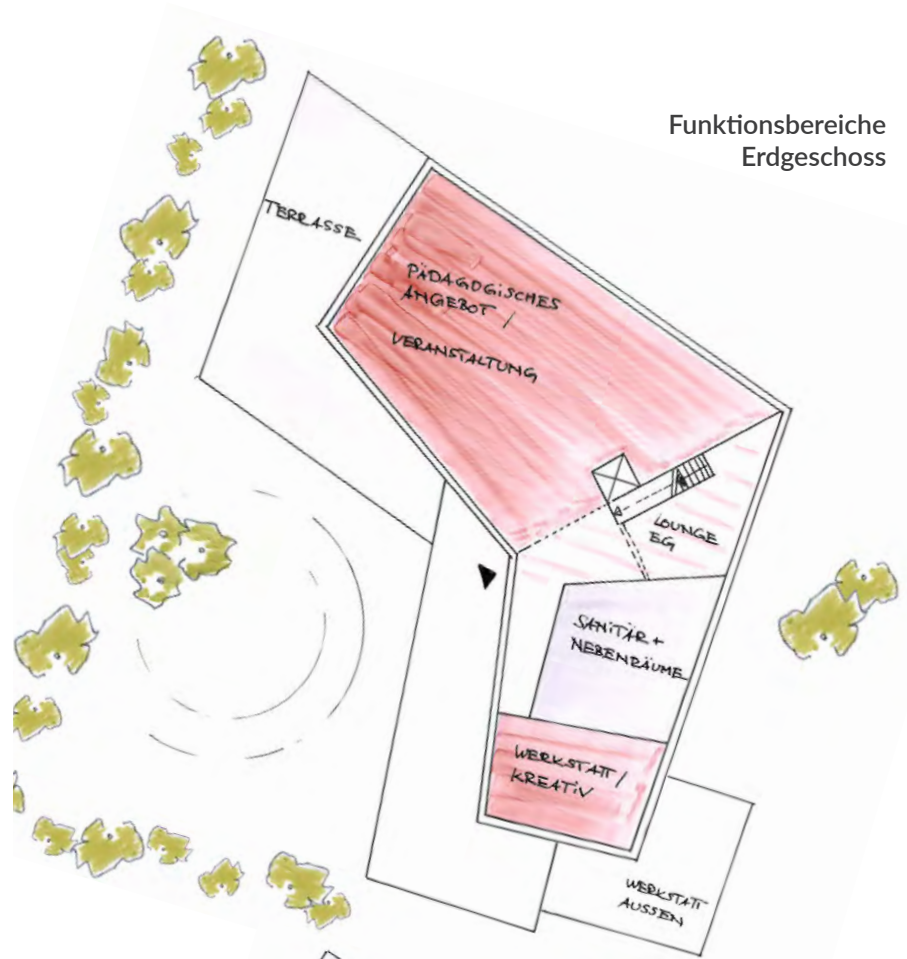 Funktionsbereiche
Erdgeschoss
TERRASSE
PÄDAGOGISCHES
ANGEBOT /
VERANSTALTUNG
LOUNGE
EG
SANITÄR +
NEBENRÄUME
WERKSTATT /
KREATIV
WERKSTATT
AUSSEN